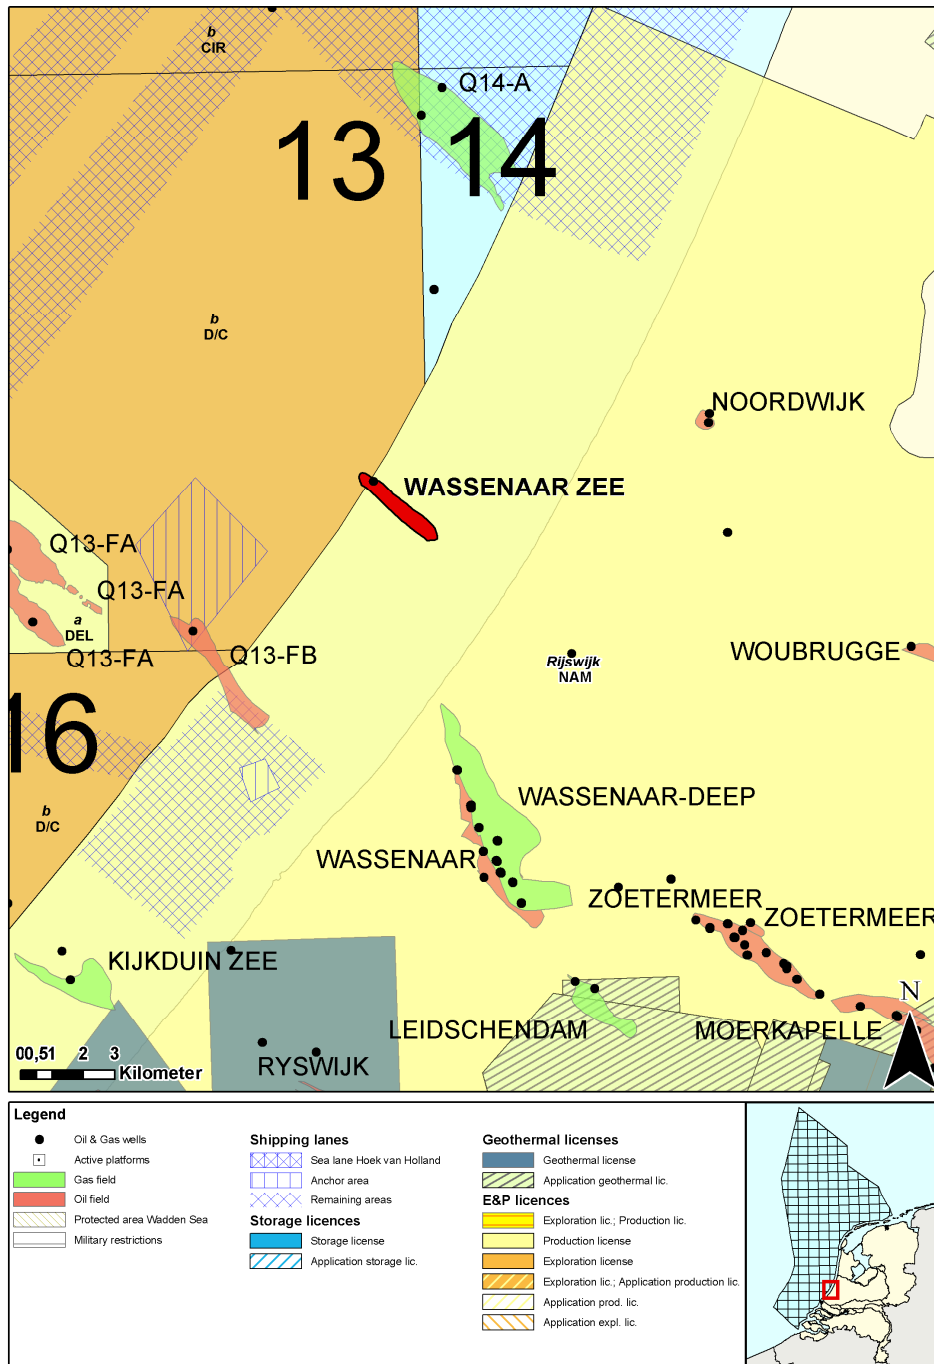 b
CIR
Q14-A
13
14
b
D/C
NOORDWIJK
WASSENAAR ZEE
Q13-FA
Q13-FA
a
DEL
Q13-FA
Q13-FB
WOUBRUGGE
Rijswijk
NAM
16
WASSENAAR-DEEP
b
D/C
WASSENAAR
ZOETERMEER
ZOETERMEER
KIJKDUIN ZEE
N
LEIDSCHENDAM
MOERKAPELLE
00,51 2 3
Kilometer
RYSWIJK
Legend
Oil & Gas wells
Active platforms
Gas field
Oil field
Protected area Wadden Sea
Military restrictions
Shipping lanes
Sea lane Hoek van Holland
Anchor area
Remaining areas
Storage licences
Storage license
Application storage lic.
Geothermal licenses
Geothermal license
Application geothermal lic.
E&P licences
Exploration lic.; Production lic.
Production license
Exploration license
Exploration lic.; Application production lic.
Application prod. lic.
Application expl. lic.